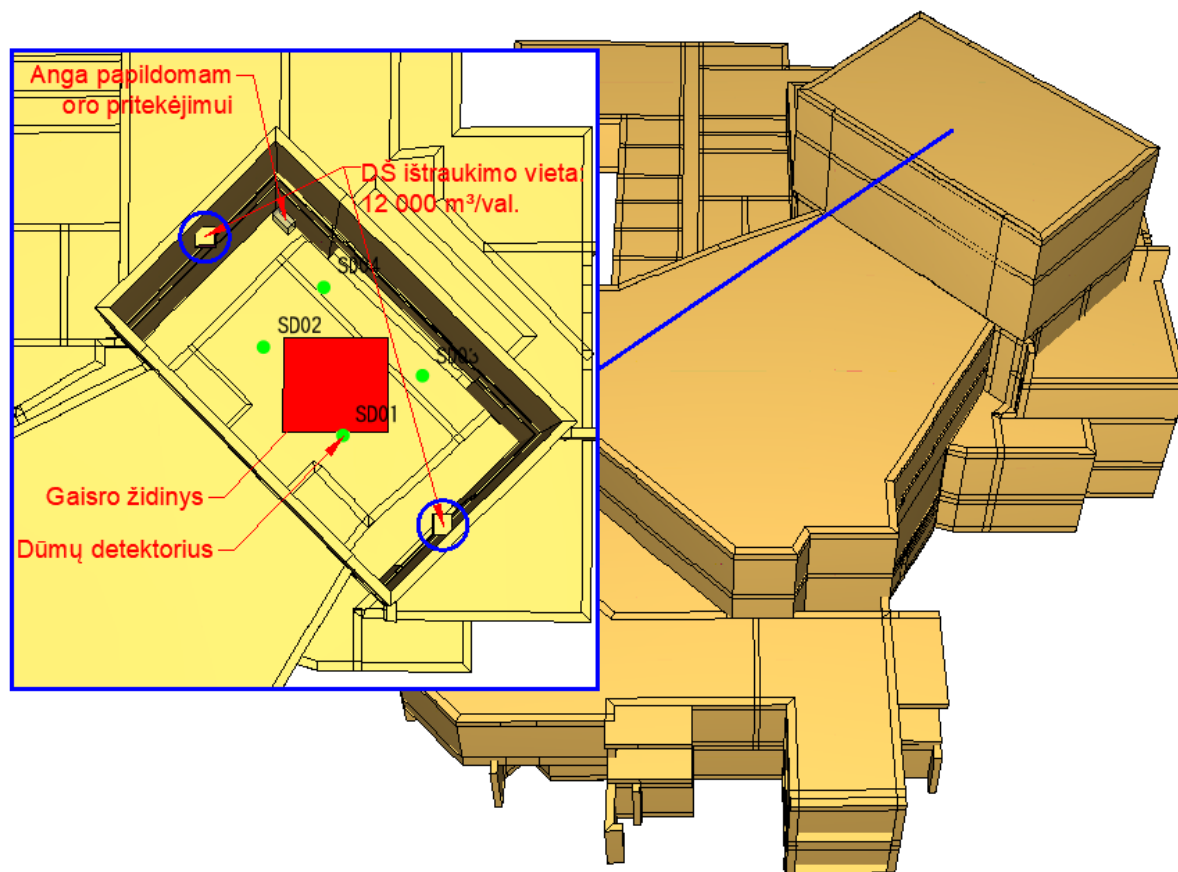 Anga papildomam
oro pritekėjimui
DŠ ištraukimo vieta:
12 000 m³/val.
SD04
SD02
SD03
SD01
Gaisro židinys
Dūmų detektorius